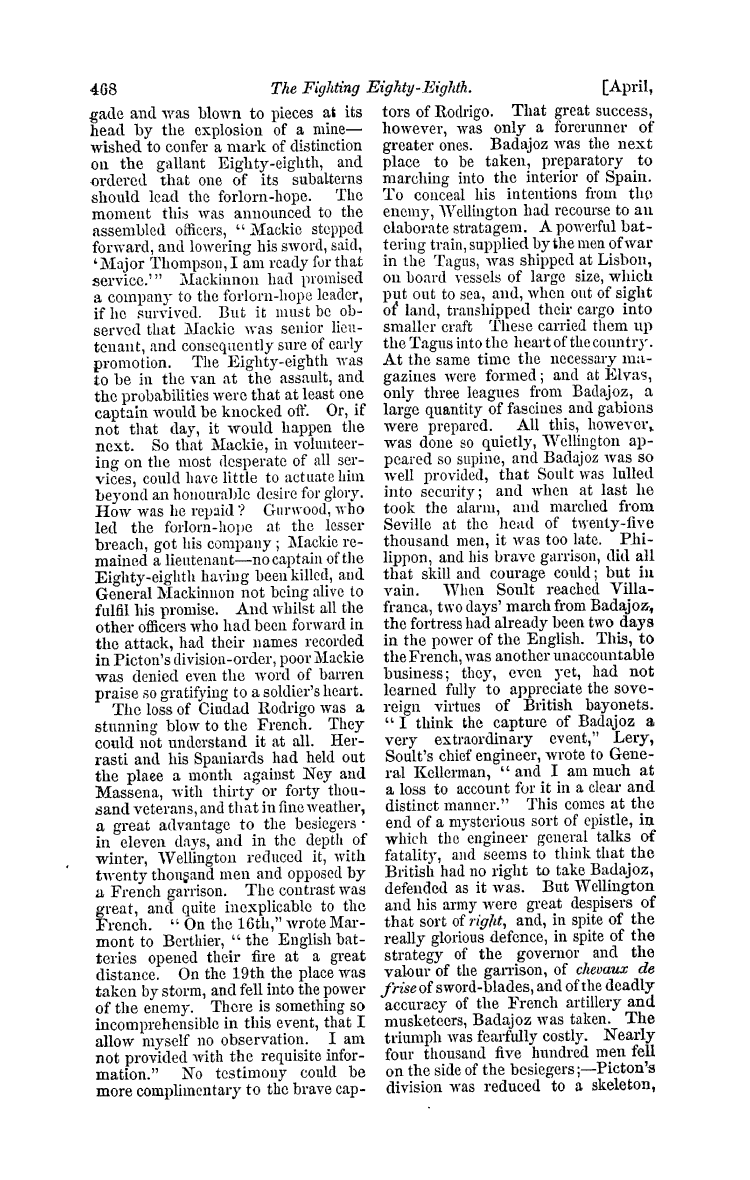 468 The Fighting Eighty-Eighth. [April,
gade and was blown to pieces at its
head by the explosion of a mine—
wished to confer a mark of distinction
on the gallant Eighty-eighth, and
ordered that one of its subalterns
should lead the forlorn-hope. The
moment this was announced to the
assembled officers, “ Mackie stepped
forward, and lowering his sword, said,
‘Major Thompson, I am ready for that
service.’” Mackinnon had promised
a company to the forlorn-hope leader,
if he survived. But it must be ob-
served that Mackie was senior lieu-
tenant, and consequently sure of early
promotion. The Eighty-eighth was
to be in the van at the assault, and
the probabilities were that at least one
captain would be knocked off. Or, if
not that day, it would happen the
next. So that Mackie, in volunteer-
ing on the most desperate of all ser-
vices, could have little to actuate him
beyond an honourable desire for glory.
How was he repaid ? Gurwood, who
led the forlorn-hope at the lesser
breach, got his company ; Mackie re-
mained a lieutenant—no captain of the
Eighty-eighth having been killed, and
General Mackinnon not being alive to
fulfil his promise. And whilst all the
other officers who had been forward in
the attack, had their names recorded
in Picton's division-order, poor Mackie
was denied even the word of barren
praise so gratifying to a soldier's heart.
The loss of Ciudad Rodrigo was a
stunning blow to the French. They
could not understand it at all. Her-
rasti and his Spaniards had held out
the place a month against Ney and
Massena, with thirty or forty thou-
sand veterans, and that in fine weather,
a great advantage to the besiegers ·
in eleven days, and in the depth of
winter, Wellington reduced it, with
twenty thousand men and opposed by
a French garrison. The contrast was
great, and quite inexplicable to the
French. “ On the 16th,” wrote Mar-
mont to Berthier, “ the English bat-
teries opened their fire at a great
distance. On the 19th the place was
taken by storm, and fell into the power
of the enemy. There is something so
incomprehensible in this event, that I
allow myself no observation. I am
not provided with the requisite infor-
mation.” No testimony could be
more complimentary to the brave cap-
tors of Rodrigo. That great success,
however, was only a forerunner of
greater ones. Badajoz was the next
place to be taken, preparatory to
marching into the interior of Spain.
To conceal his intentions from the
enemy, Wellington had recourse to an
elaborate stratagem. A powerful bat-
tering train, supplied by the men of war
in the Tagus, was shipped at Lisbon,
on board vessels of large size, which
put out to sea, and, when out of sight
of land, transhipped their cargo into
smaller craft These carried them up
the Tagus into the heart of the country.
At the same time the necessary ma-
gazines were formed ; and at Elvas,
only three leagues from Badajoz, a
large quantity of fascines and gabions
were prepared. All this, however,
was done so quietly, Wellington ap-
peared so supine, and Badajoz was so
well provided, that Soult was lulled
into security ; and when at last he
took the alarm, and marched from
Seville at the head of twenty-five
thousand men, it was too late. Phi-
lippon, and his brave garrison, did all
that skill and courage could ; but in
vain. When Soult reached Villa-
franca, two days' march from Badajoz,
the fortress had already been two days
in the power of the English. This, to
the French, was another unaccountable
business; they, even yet, had not
learned fully to appreciate the sove-
reign virtues of British bayonets.
“ I think the capture of Badajoz a
very extraordinary event,” Lery,
Soult's chief engineer, wrote to Gene-
ral Kellerman, “ and I am much at
a loss to account for it in a clear and
distinct manner.” This comes at the
end of a mysterious sort of epistle, in
which the engineer general talks of
fatality, and seems to think that the
British had no right to take Badajoz,
defended as it was. But Wellington
and his army were great despisers of
that sort of right, and, in spite of the
really glorious defence, in spite of the
strategy of the governor and the
valour of the garrison, of chevaux de
frise of sword-blades, and of the deadly
accuracy of the French artillery and
musketeers, Badajoz was taken. The
triumph was fearfully costly. Nearly
four thousand five hundred men fell
on the side of the besiegers ;—Picton's
division was reduced to a skeleton,